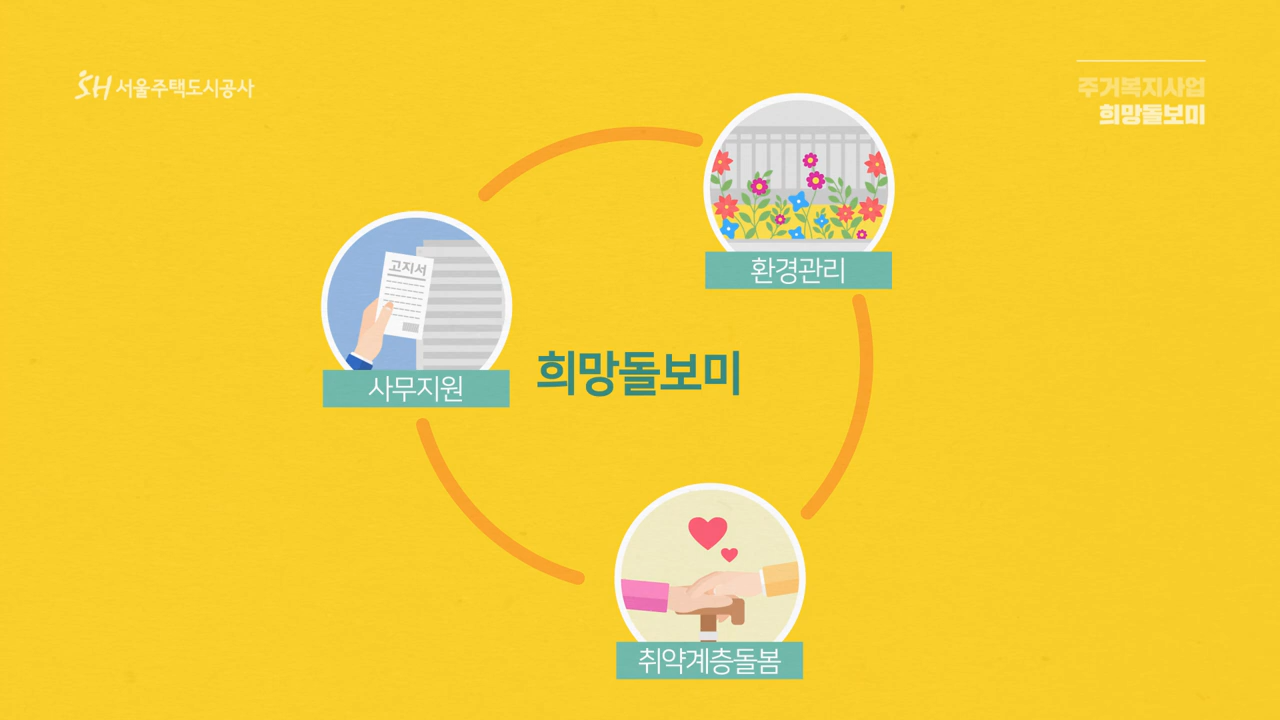 SH 서울주택도시공사
주거복지사업
희망돌보미
환경관리
고지서
사무지원
희망돌보미
취약계층돌봄